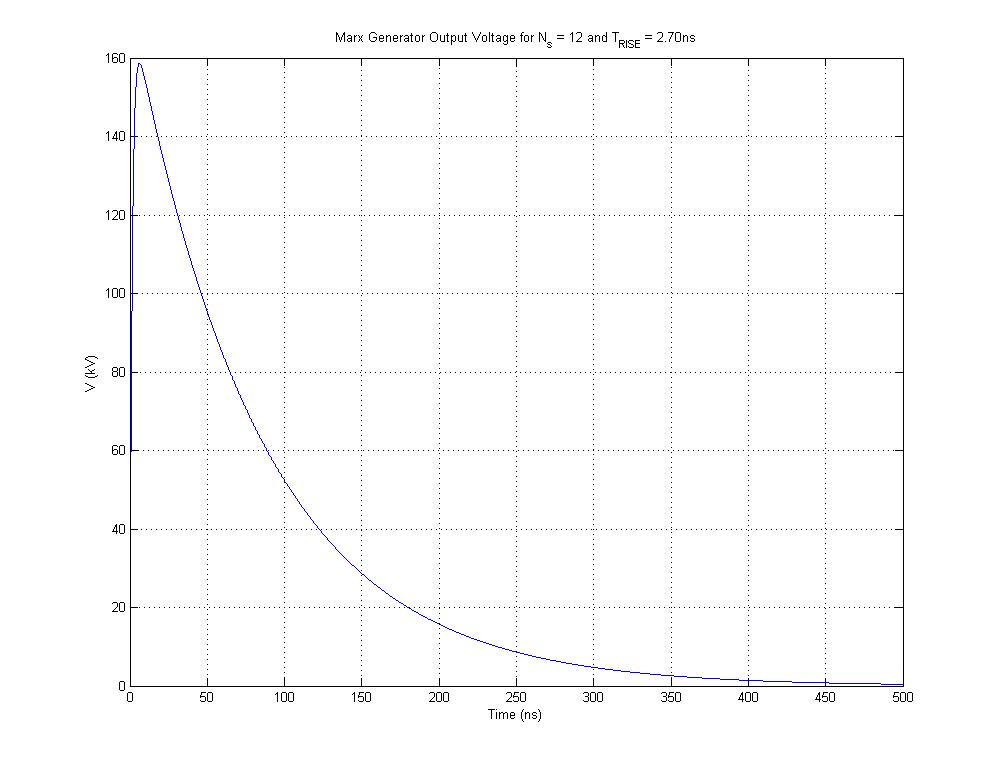 Marx Generator Output Voltage for Ns = 12 and TRISE = 2.70ns
160
140
120
100
80
60
40
20
0
V (kV)
0 50 100 150 200 250 300 350 400 450 500
Time (ns)